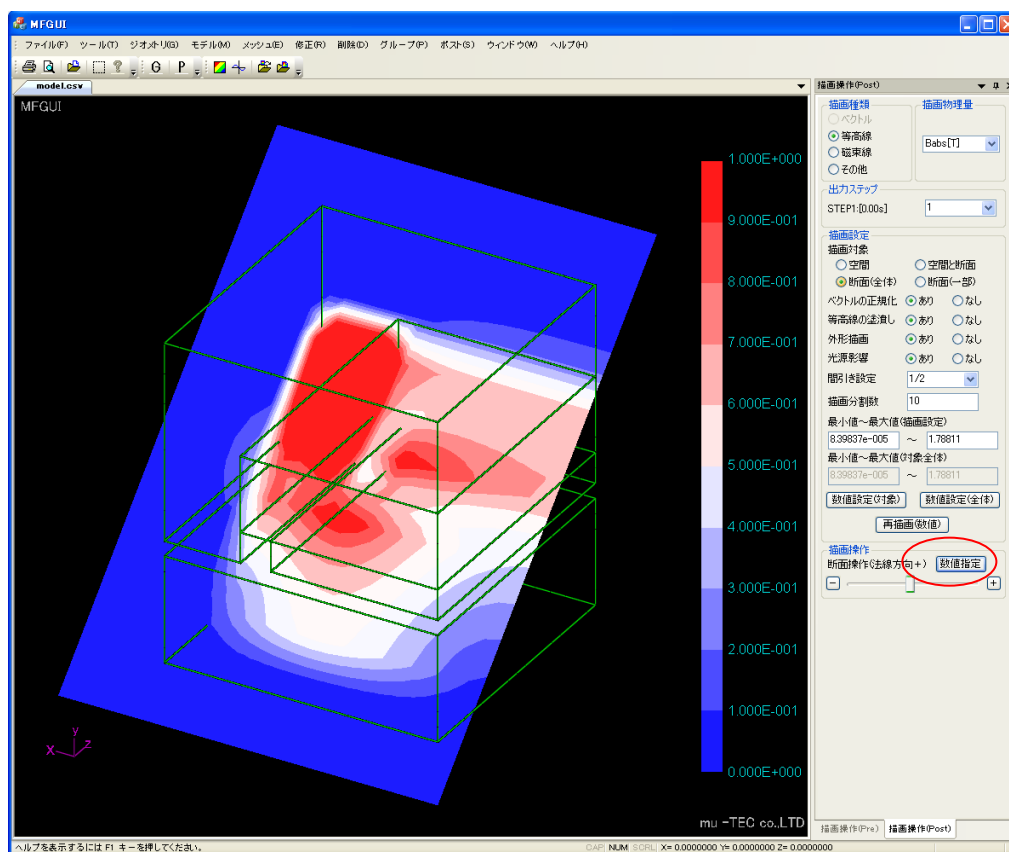 MFGUI
ファイル(F) ツール(T) ジオメトリ(G) モデル(M) メッシュ(E) 修正(R) 削除(D) グループ(P) ポスト(S) ウィンドウ(W) ヘルプ(H)
G P
model.csv
MFGUI
1.000E+000
9.000E-001
8.000E-001
7.000E-001
6.000E-001
5.000E-001
4.000E-001
3.000E-001
2.000E-001
1.000E-001
0.000E+000
X y Z
mu -TEC co.,LTD
描画操作(Post)
描画種類
ベクトル
等高線
磁束線
その他
描画物理量
Babs[T]
出力ステップ
STEP1:[0.00s] 1
描画設定
描画対象
空間 空間と断面
断面(全体) 断面(一部)
ベクトルの正規化 あり なし
等高線の塗潰し あり なし
外形描画 あり なし
光源影響 あり なし
間引き設定 1/2
描画分割数 10
最小値～最大値(描画設定)
8.39837e-005 ～ 1.78811
最小値～最大値(対象全体)
8.39837e-005 ～ 1.78811
数値設定(対象) 数値設定(全体)
再描画(数値)
描画操作
断面操作(法線方向+) 数値指定
- +
描画操作(Pre) 描画操作(Post)
ヘルプを表示するには F1 キーを押してください。
CAP NUM SCRL X= 0.0000000 Y= 0.0000000 Z= 0.0000000